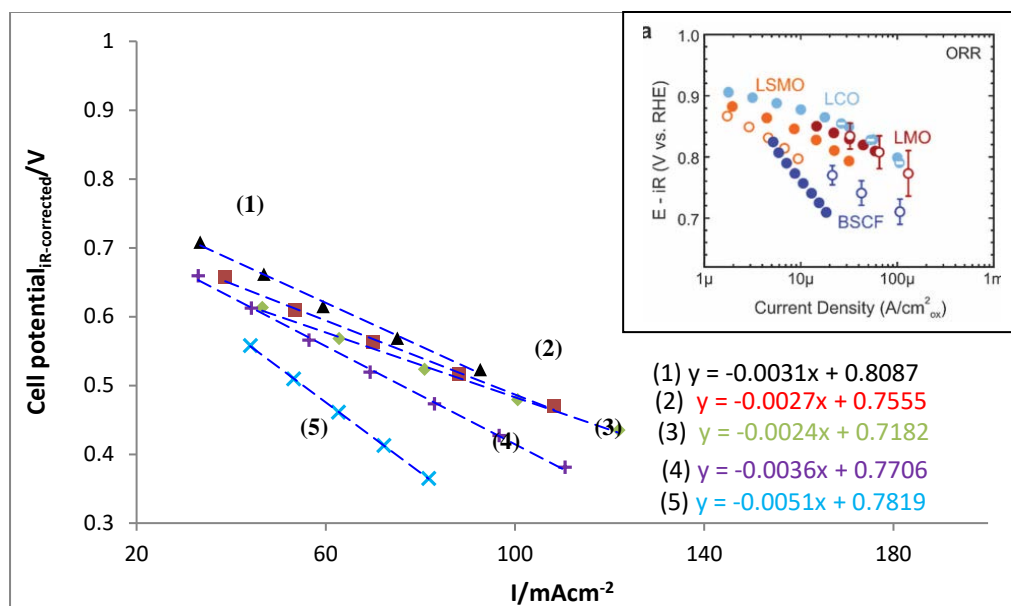 Cell potential iR-corrected/V
1
0.9
0.8
0.7
0.6
0.5
0.4
0.3
20
60
100
140
180
I/mAcm-2
(1)
(2)
(3)
(4)
(5)
a
ORR
LSMO
LCO
LMO
BSCF
E - iR (V vs. RHE)
1.0
0.9
0.8
0.7
1μ
10μ
100μ
1m
Current Density (A/cm2ox)
(1) y = -0.0031x + 0.8087
(2) y = -0.0027x + 0.7555
(3) y = -0.0024x + 0.7182
(4) y = -0.0036x + 0.7706
(5) y = -0.0051x + 0.7819